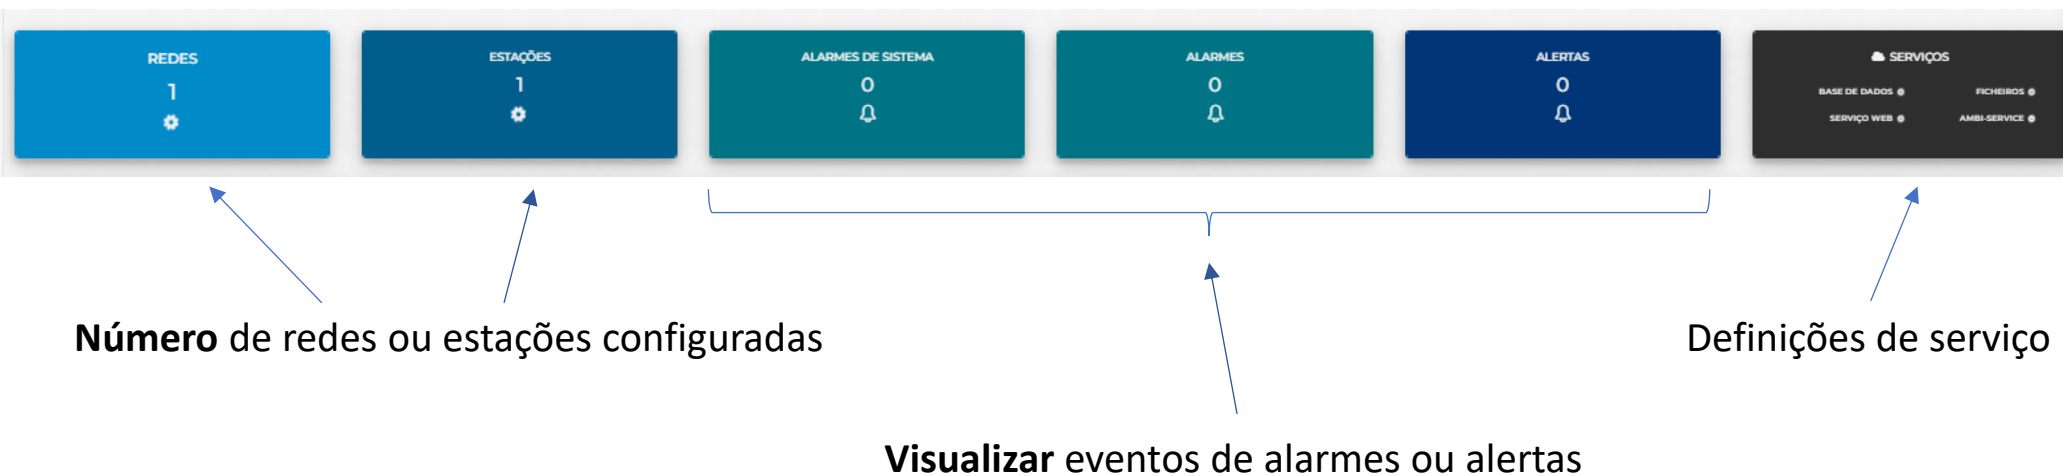 REDES
1
ESTAÇÕES
1
ALARMES DE SISTEMA
0
ALARMES
0
ALERTAS
0
SERVIÇOS
BASE DE DADOS FICHEIROS
SERVIÇO WEB AMBI-SERVICE
Número de redes ou estações configuradas
Definições de serviço
Visualizar eventos de alarmes ou alertas